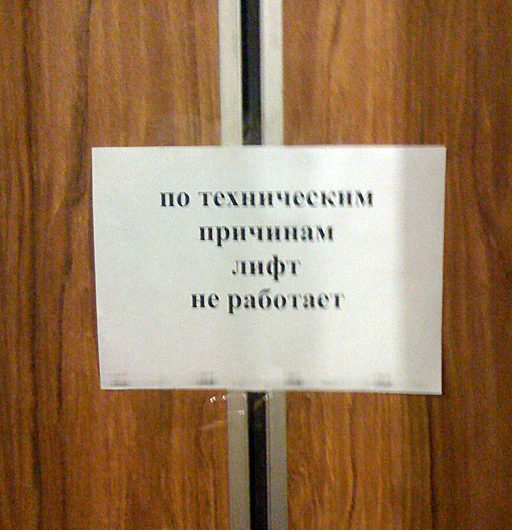 по техническим
причинам
лифт
не работает